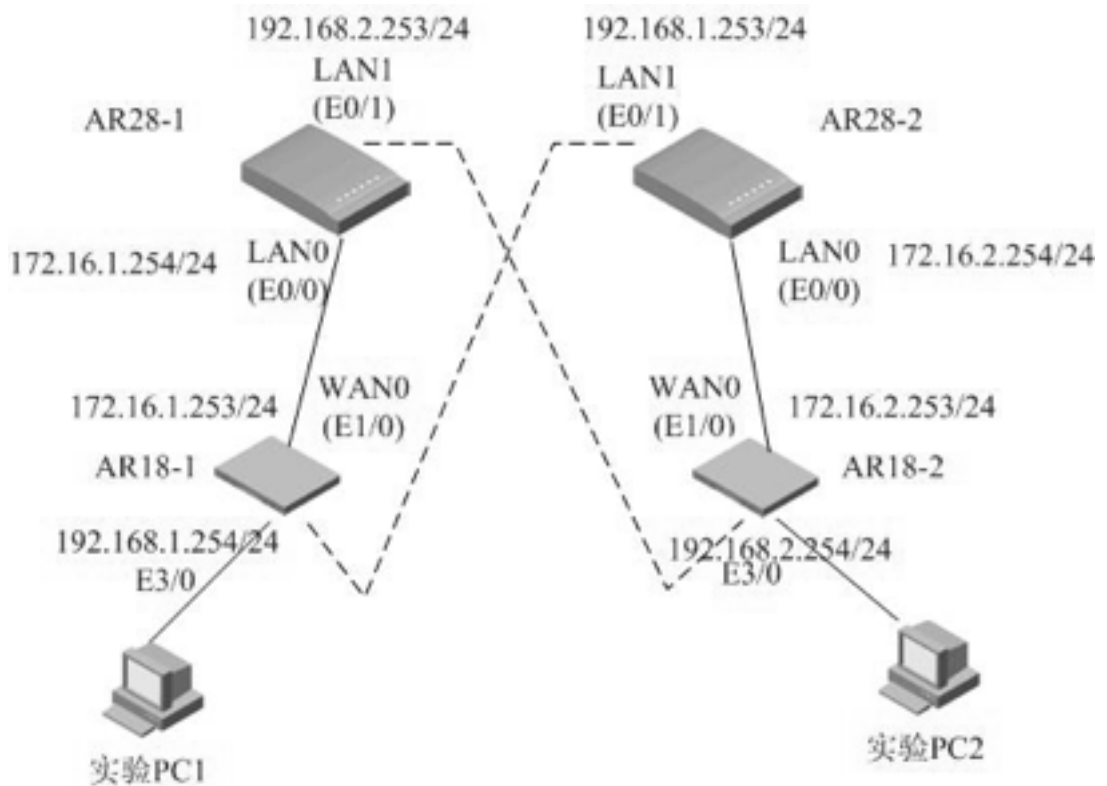 192.168.2.253/24
192.168.1.253/24
LAN1
(E0/1)
LAN1
(E0/1)
AR28-1
AR28-2
172.16.1.254/24
LAN0
(E0/0)
LAN0
(E0/0)
172.16.2.254/24
WAN0
(E1/0)
172.16.1.253/24
WAN0
(E1/0)
172.16.2.253/24
AR18-1
AR18-2
192.168.1.254/24
E3/0
192.168.2.254/24
E3/0
实验PC1
实验PC2